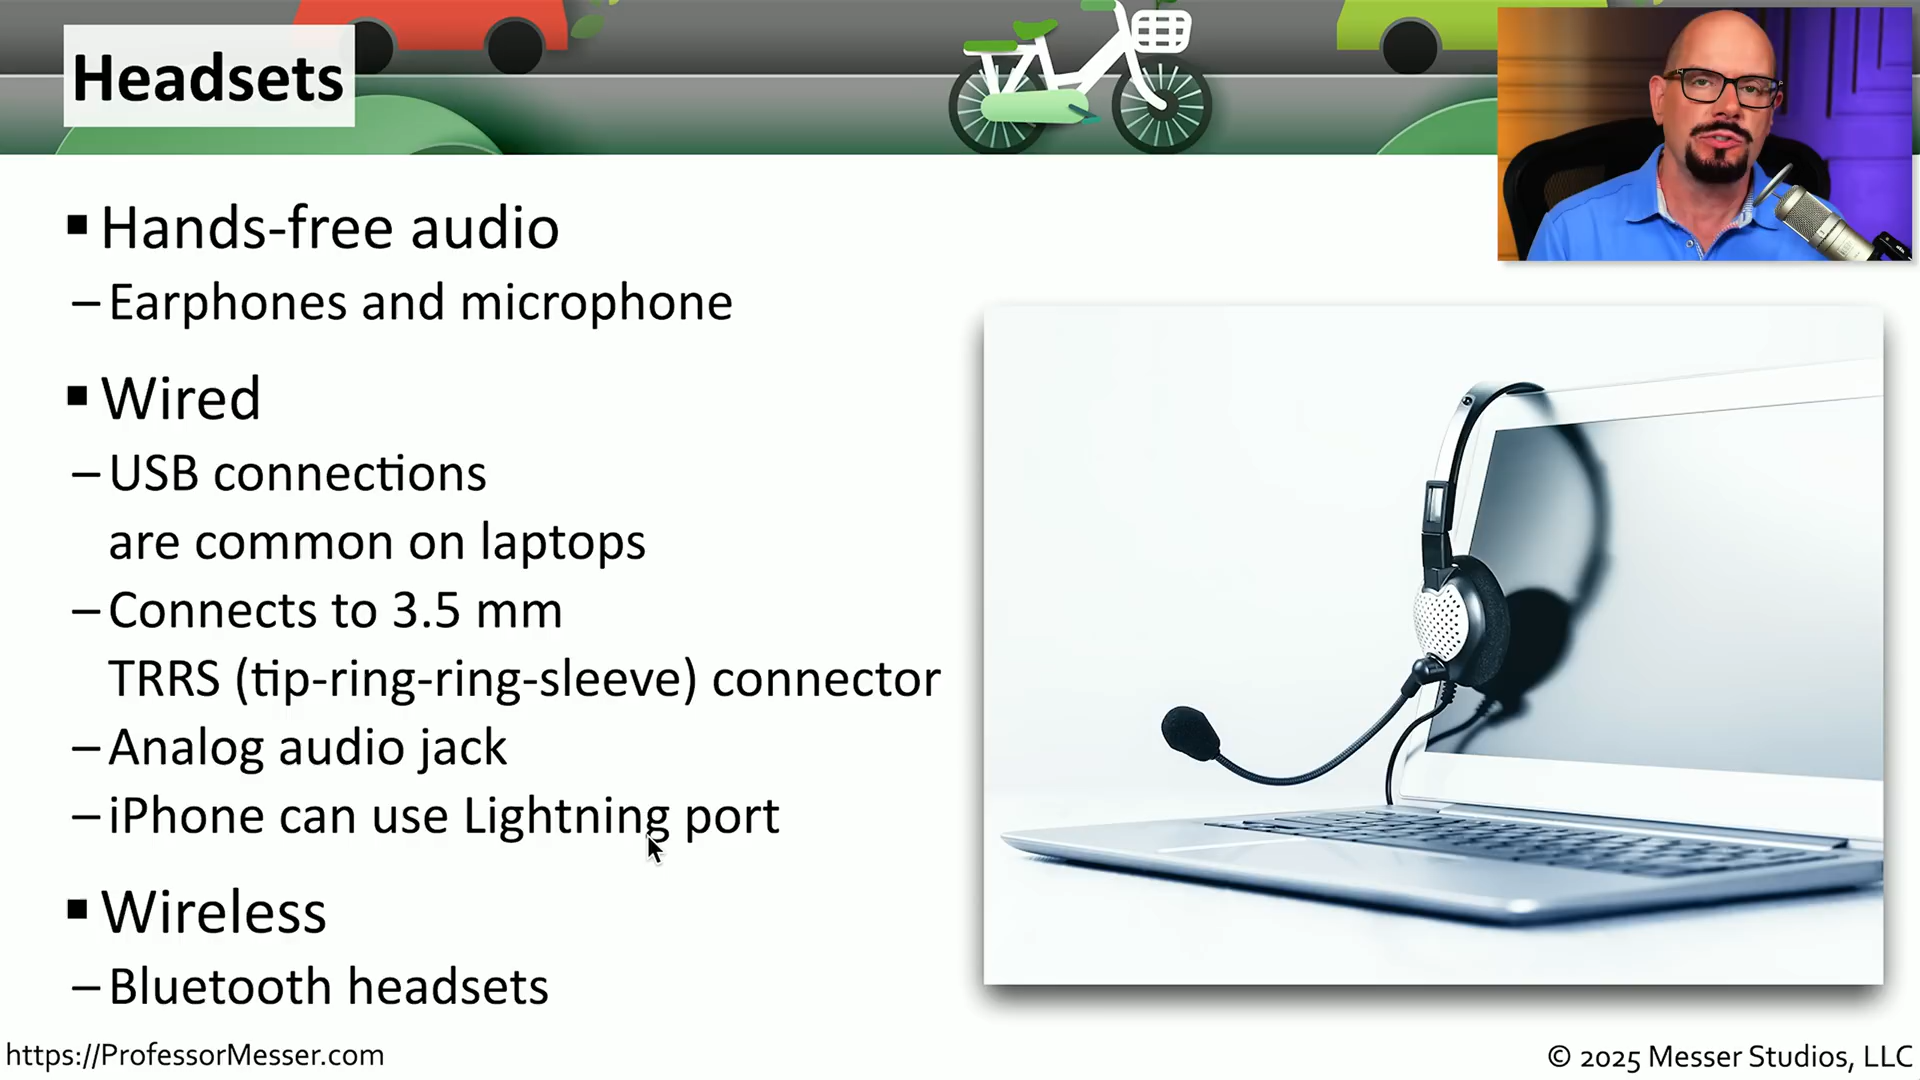 Headsets
▪ Hands-free audio
– Earphones and microphone
▪ Wired
– USB connections
are common on laptops
– Connects to 3.5 mm
TRRS (tip-ring-ring-sleeve) connector
– Analog audio jack
– iPhone can use Lightning port
▪ Wireless
– Bluetooth headsets
https://ProfessorMesser.com
© 2025 Messer Studios, LLC